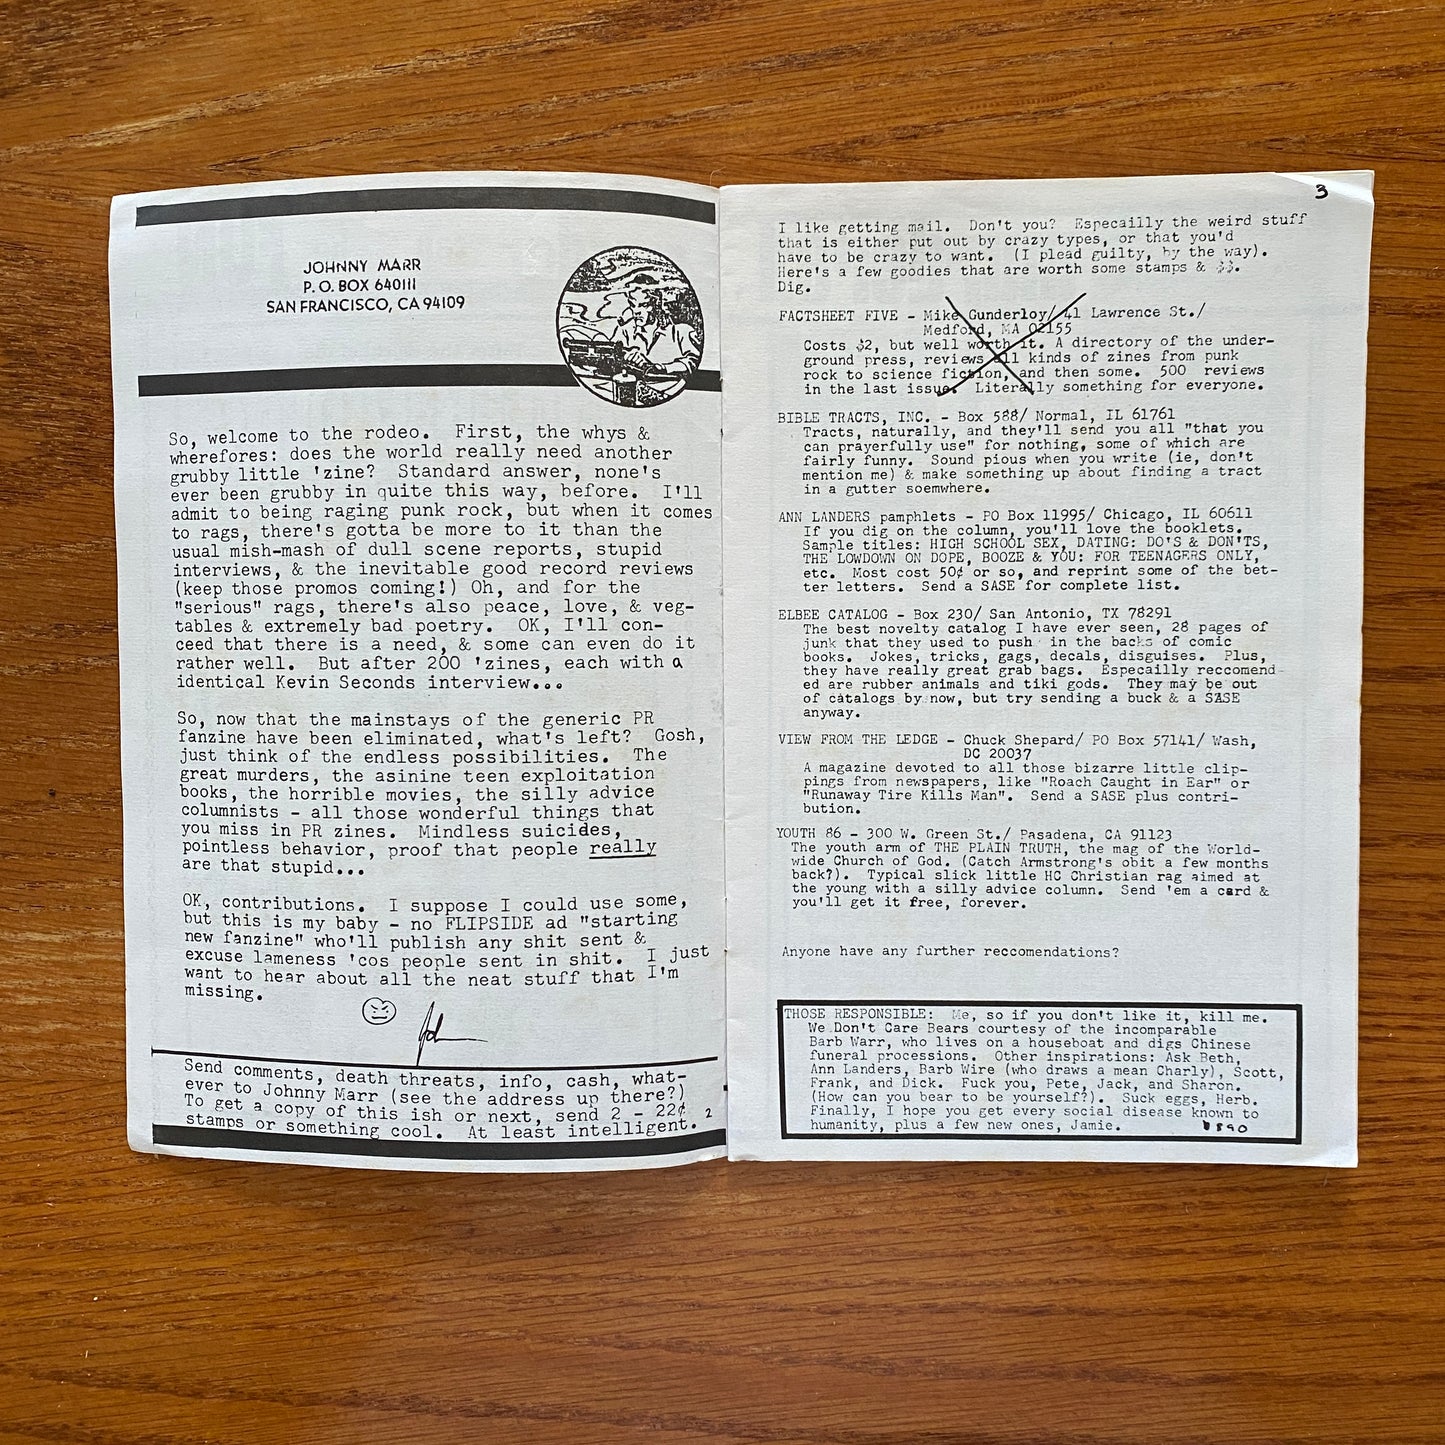 JOHNNY MARR
P.O. BOX 640111
SAN FRANCISCO, CA 94109
So, welcome to the rodeo.  First, the whys &
wherefores: does the world really need another
grubby little 'zine?  Standard answer, none's
ever been grubby in quite this way, before.  I'll
admit to being raging punk rock, but when it comes
to rags, there's gotta be more to it than the
usual mish-mash of dull scene reports, stupid
interviews, & the inevitable good record reviews
(keep those promos coming!) Oh, and for the
"serious" rags, there's also peace, love, & veg-
tables & extremely bad poetry.  OK, I'll con-
ceed that there is a need, & some can even do it
rather well.  But after 200 'zines, each with a
identical Kevin Seconds interview...
So, now that the mainstays of the generic PR
fanzine have been eliminated, what's left?  Gosh,
just think of the endless possibilities.  The
great murders, the asinine teen exploitation
books, the horrible movies, the silly advice
columnists - all those wonderful things that
you miss in PR zines.  Mindless suicides,
pointless behavior, proof that people really
are that stupid...
OK, contributions.  I suppose I could use some,
but this is my baby - no FLIPSIDE ad "starting
new fanzine" who'll publish any shit sent &
excuse lameness 'cos people sent in shit.  I just
want to hear about all the neat stuff that I'm
missing.
Send comments, death threats, info, cash, what-
ever to Johnny Marr (see the address up there?)
To get a copy of this ish or next, send 2 - 22¢
stamps or something cool.  At least intelligent.
2
3
I like getting mail.  Don't you?  Especailly the weird stuff
that is either put out by crazy types, or that you'd
have to be crazy to want.  (I plead guilty, by the way).
Here's a few goodies that are worth some stamps & $$.
Dig.
FACTSHEET FIVE - Mike Gunderloy/ 41 Lawrence St./
Medford, MA 02155
Costs $2, but well worth it. A directory of the under-
ground press, reviews all kinds of zines from punk
rock to science fiction, and then some.  500  reviews
in the last issue.  Literally something for everyone.
BIBLE TRACTS, INC. - Box 588/ Normal, IL 61761
Tracts, naturally, and they'll send you all "that you
can prayerfully use" for nothing, some of which are
fairly funny.  Sound pious when you write (ie, don't
mention me) & make something up about finding a tract
in a gutter soemwhere.
ANN LANDERS pamphlets - PO Box 11995/ Chicago, IL 60611
If you dig on the column, you'll love the booklets.
Sample titles: HIGH SCHOOL SEX, DATING: DO'S & DON'TS,
THE LOWDOWN ON DOPE, BOOZE & YOU: FOR TEENAGERS ONLY,
etc.  Most cost 50¢ or so, and reprint some of the bet-
ter letters.  Send a SASE for complete list.
ELBEE CATALOG - Box 230/ San Antonio, TX 78291
The best novelty catalog I have ever seen, 28 pages of
junk that they used to push in the backs of comic
books.  Jokes, tricks, gags, decals, disguises.  Plus,
they have really great grab bags.  Especailly reccomend-
ed are rubber animals and tiki gods.  They may be out
of catalogs by now, but try sending a buck & a SASE
anyway.
VIEW FROM THE LEDGE - Chuck Shepard/ PO Box 57141/ Wash,
DC 20037
A magazine devoted to all those bizarre little clip-
pings from newspapers, like "Roach Caught in Ear" or
"Runaway Tire Kills Man".  Send a SASE plus contri-
bution.
YOUTH 86 - 300 W. Green St./ Pasadena, CA 91123
The youth arm of THE PLAIN TRUTH, the mag of the World-
wide Church of God. (Catch Armstrong's obit a few months
back?).  Typical slick little HC Christian rag aimed at
the young with a silly advice column.  Send 'em a card &
you'll get it free, forever.
Anyone have any further reccomendations?
THOSE RESPONSIBLE:  Me, so if you don't like it, kill me.
We Don't Care Bears courtesy of the incomparable
Barb Warr, who lives on a houseboat and digs Chinese
funeral processions.  Other inspirations: Ask Beth,
Ann Landers, Barb Wire (who draws a mean Charly), Scott,
Frank, and Dick.  Fuck you, Pete, Jack, and Sharon.
(How can you bear to be yourself?).  Suck eggs, Herb.
Finally, I hope you get every social disease known to
humanity, plus a few new ones, Jamie.